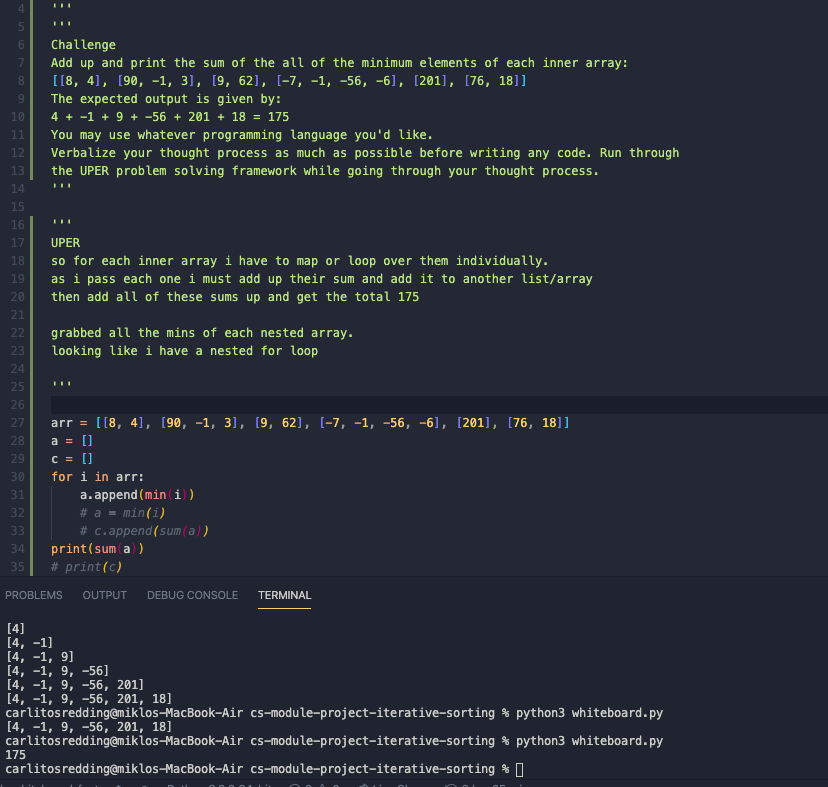 4 '''
5 '''
6 Challenge
7 Add up and print the sum of the all of the minimum elements of each inner array:
8 [[8, 4], [90, -1, 3], [9, 62], [-7, -1, -56, -6], [201], [76, 18]]
9 The expected output is given by:
10 4 + -1 + 9 + -56 + 201 + 18 = 175
11 You may use whatever programming language you'd like.
12 Verbalize your thought process as much as possible before writing any code. Run through
13 the UPER problem solving framework while going through your thought process.
14 '''
15
16 '''
17 UPER
18 so for each inner array i have to map or loop over them individually.
19 as i pass each one i must add up their sum and add it to another list/array
20 then add all of these sums up and get the total 175
21
22 grabbed all the mins of each nested array.
23 looking like i have a nested for loop
24
25 '''
26
27 arr = [[8, 4], [90, -1, 3], [9, 62], [-7, -1, -56, -6], [201], [76, 18]]
28 a = []
29 c = []
30 for i in arr:
31     a.append(min(i))
32     # a = min(i)
33     # c.append(sum(a))
34 print(sum(a))
35 # print(c)
PROBLEMS OUTPUT DEBUG CONSOLE TERMINAL
[4]
[4, -1]
[4, -1, 9]
[4, -1, 9, -56]
[4, -1, 9, -56, 201]
[4, -1, 9, -56, 201, 18]
carlitosredding@miklos-MacBook-Air cs-module-project-iterative-sorting % python3 whiteboard.py
[4, -1, 9, -56, 201, 18]
carlitosredding@miklos-MacBook-Air cs-module-project-iterative-sorting % python3 whiteboard.py
175
carlitosredding@miklos-MacBook-Air cs-module-project-iterative-sorting %